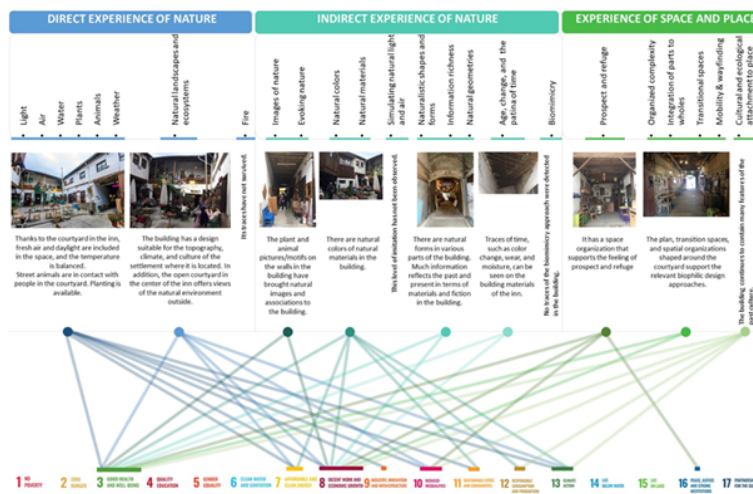 DIRECT EXPERIENCE OF NATURE
INDIRECT EXPERIENCE OF NATURE
EXPERIENCE OF SPACE AND PLACE
• Light
• Air
• Water
• Plants
• Animals
• Weather
• Natural landscapes and
ecosystems
• Fire
• Images of nature
• Evoking nature
• Natural colors
• Natural materials
• Simulating natural light
and air
• Naturalistic shapes and
forms
• Information richness
• Natural geometries
• Age, change, and the
patina of time
• Biomimicry
• Prospect and refuge
• Organized complexity
• Integration of parts to
wholes
• Transitional spaces
• Mobility & wayfinding
• Cultural and ecological
attachment to place
Thanks to the courtyard in the inn,
fresh air and daylight are included
in the space, and the temperature
is balanced.
Street animals are in contact with
people in the courtyard. Planting is
available.
The building has a design
suitable for the topography,
climate, and culture of the
settlement where it is located. In
addition, the open courtyard in
the center of the inn offers views
of the natural environment
outside.
Its traces have not survived.
The plant and
animal
pictures/motifs on
the walls in the
building have
brought natural
images and
associations to
the building.
There are natural
colors of natural
materials in the
building.
This level of imitation has not been observed.
There are natural
forms in various
parts of the building.
Much information
reflects the past and
present in terms of
materials and fiction
in the building.
Traces of time,
such as color
change, wear, and
moisture, can be
seen on the
building materials
of the inn.
No traces of the biomimicry approach were detected
in the building.
It has a space
organization that
supports the feeling of
prospect and refuge
The plan, transition spaces,
and spatial organizations
shaped around the
courtyard support the
relevant biophilic design
approaches.
The building continues to contain many features of the
past culture.
1 NO
POVERTY
2 ZERO
HUNGER
3 GOOD HEALTH
AND WELL-BEING
4 QUALITY
EDUCATION
5 GENDER
EQUALITY
6 CLEAN WATER
AND SANITATION
7 AFFORDABLE AND
CLEAN ENERGY
8 DECENT WORK AND
ECONOMIC GROWTH
9 INDUSTRY, INNOVATION
AND INFRASTRUCTURE
10 REDUCED
INEQUALITIES
11 SUSTAINABLE CITIES
AND COMMUNITIES
12 RESPONSIBLE
CONSUMPTION
AND PRODUCTION
13 CLIMATE
ACTION
14 LIFE
BELOW WATER
15 LIFE
ON LAND
16 PEACE, JUSTICE
AND STRONG
INSTITUTIONS
17